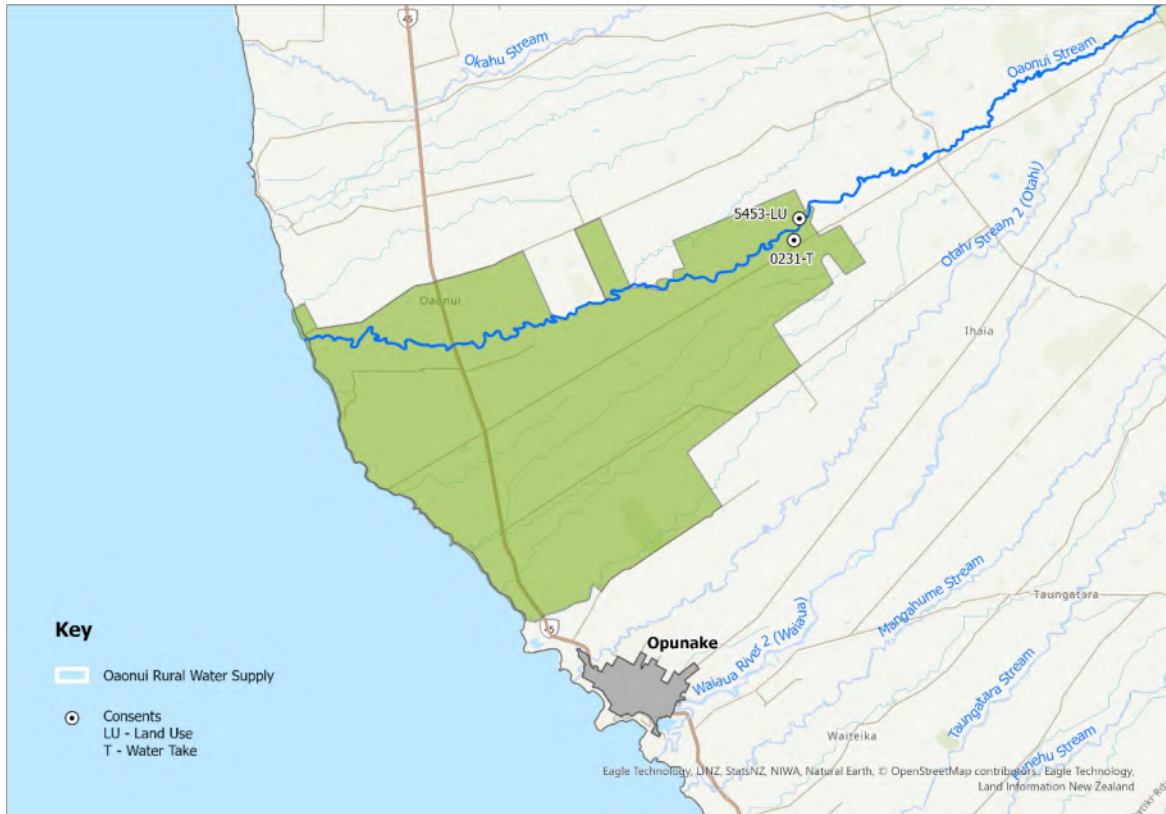 45
Okahu Stream
Oaonui Stream
5453-LU
0231-T
Otahi Stream 2 (Otahi)
Oaonui
Ihaia
Key
Oaonui Rural Water Supply
Consents
LU - Land Use
T - Water Take
45
Opunake
Waiaua River 2 (Waiaua)
Mangahume Stream
Taungatara
Taungatara Stream
Waiteika
Punehu Stream
Eagle Technology, LINZ, StatsNZ, NIWA, Natural Earth, © OpenStreetMap contributors., Eagle Technology,
Land Information New Zealand